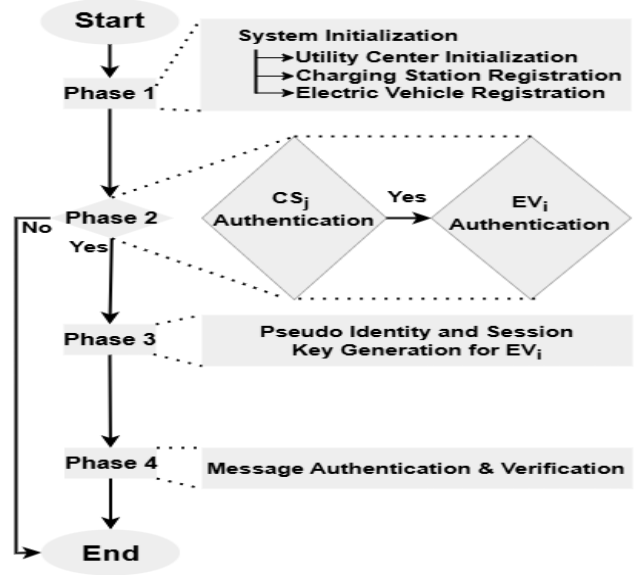 Start
System Initialization
Utility Center Initialization
Charging Station Registration
Electric Vehicle Registration
Phase 1
CSj
Authentication
Yes
EVi
Authentication
Phase 2
No
Yes
Phase 3
Pseudo Identity and Session
Key Generation for EVi
Phase 4
Message Authentication & Verification
End